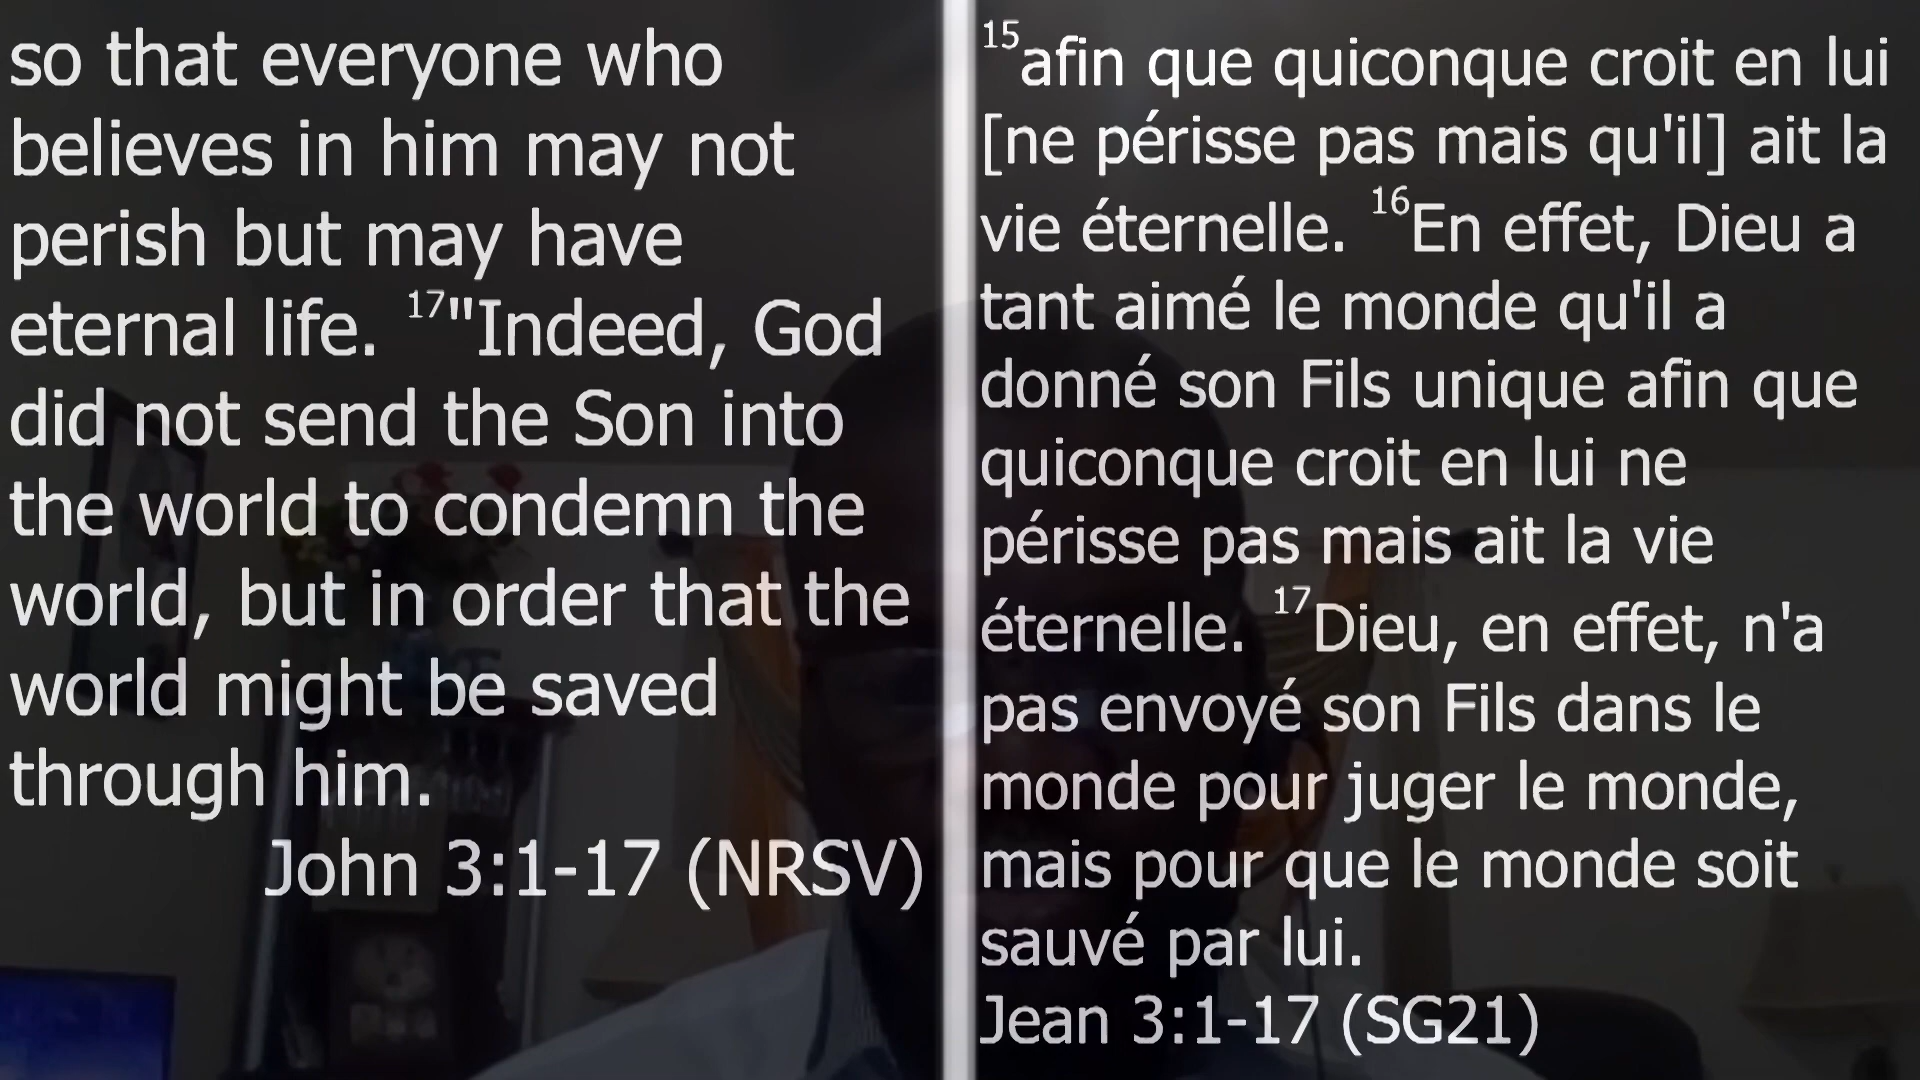 so that everyone who
believes in him may not
perish but may have
eternal life. 17"Indeed, God
did not send the Son into
the world to condemn the
world, but in order that the
world might be saved
through him.
John 3:1-17 (NRSV)
15afin que quiconque croit en lui
[ne périsse pas mais qu'il] ait la
vie éternelle. 16En effet, Dieu a
tant aimé le monde qu'il a
donné son Fils unique afin que
quiconque croit en lui ne
périsse pas mais ait la vie
éternelle. 17Dieu, en effet, n'a
pas envoyé son Fils dans le
monde pour juger le monde,
mais pour que le monde soit
sauvé par lui.
Jean 3:1-17 (SG21)